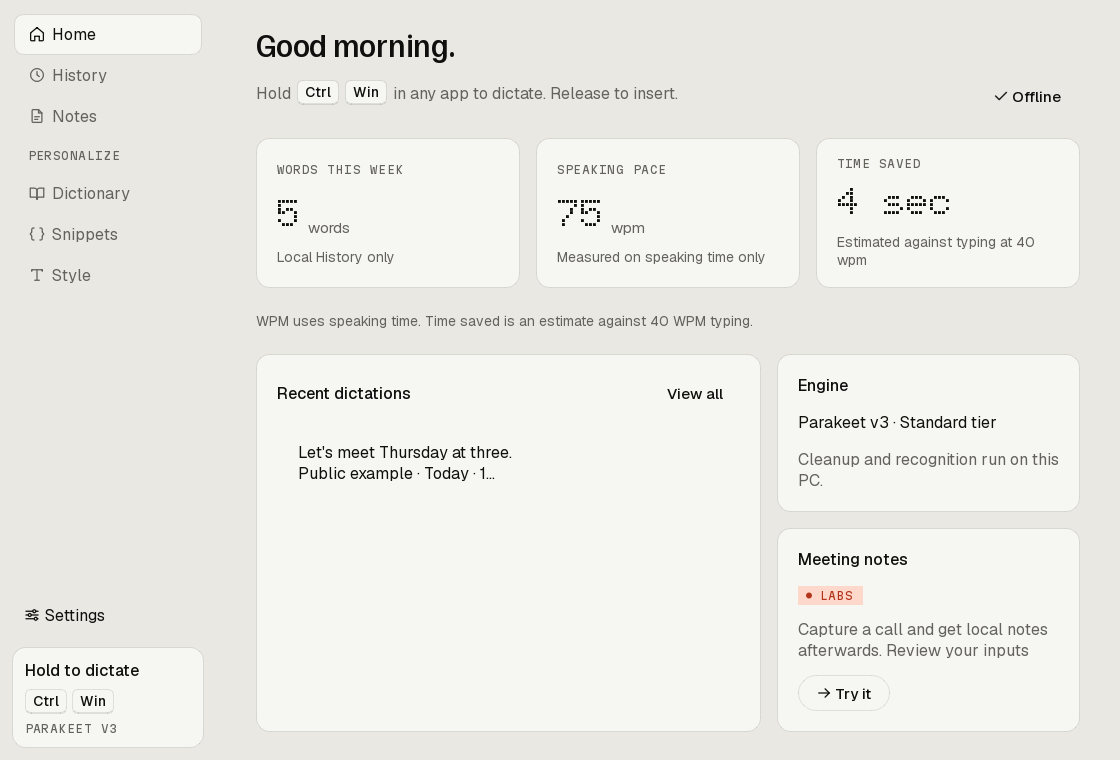 Home
History
Notes
PERSONALIZE
Dictionary
Snippets
Style
Settings
Hold to dictate
Ctrl Win
PARAKEET V3
Good morning.
Hold Ctrl Win in any app to dictate. Release to insert.
Offline
WORDS THIS WEEK
5 words
Local History only
SPEAKING PACE
75 wpm
Measured on speaking time only
TIME SAVED
4 sec
Estimated against typing at 40
wpm
WPM uses speaking time. Time saved is an estimate against 40 WPM typing.
Recent dictations
View all
Let's meet Thursday at three.
Public example · Today · 1...
Engine
Parakeet v3 · Standard tier
Cleanup and recognition run on this
PC.
Meeting notes
LABS
Capture a call and get local notes
afterwards. Review your inputs
Try it